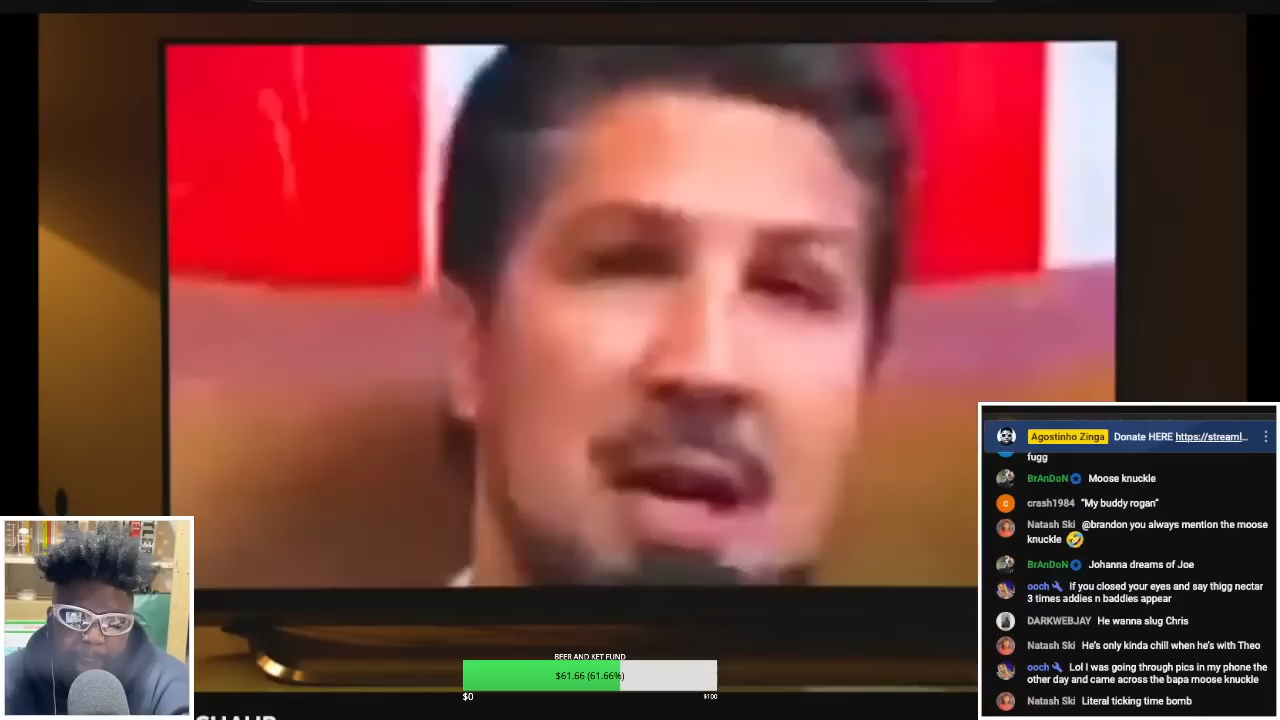 Agostinho Zinga Donate HERE https://streaml...
fugg
BrAnDoN Moose knuckle
crash1984 “My buddy rogan”
Natash Ski @brandon you always mention the moose
knuckle
BrAnDoN Johanna dreams of Joe
ooch If you closed your eyes and say thigg nectar
3 times addies n baddies appear
DARKWEBJAY He wanna slug Chris
Natash Ski He's only kinda chill when he's with Theo
ooch Lol I was going through pics in my phone the
other day and came across the bapa moose knuckle
Natash Ski Literal ticking time bomb
BEER AND KET FUND
$61.66 (61.66%)
$0 $100